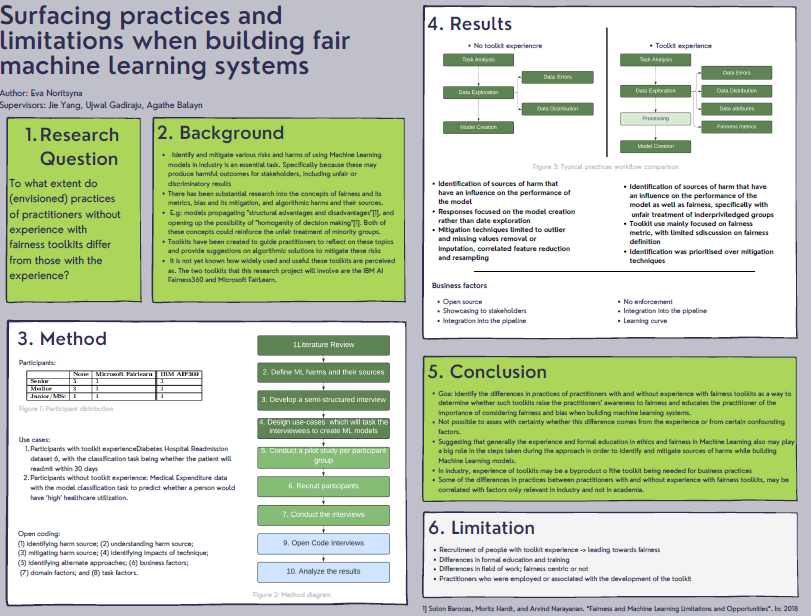 Surfacing practices and
limitations when building fair
machine learning systems
Author: Eva Noritsyna
Supervisors: Jie Yang, Ujwal Gadiraju, Agathe Balayn
1. Research
Question
To what extent do
(envisioned) practices
of practitioners without
experience with
fairness toolkits differ
from those with the
experience?
2. Background
Identify and mitigate various risks and harms of using Machine Learning
models in industry is an essential task. Specifically because these may
produce harmful outcomes for stakeholders, including unfair or
discriminatory results
There has been substantial research into the concepts of fairness and its
metrics, bias and its mitigation, and algorithmic harms and their sources.
E.g: models propagating "structural advantages and disadvantages"[1], and
opening up the possibility of "homogenity of decision making"[1]. Both of
these concepts could reinforce the unfair treatment of minority groups.
Toolkits have been created to guide practitioners to reflect on these topics
and provide suggestions on algorithmic solutions to mitigate these risks
It is not yet known how widely used and useful these toolkits are perceived
as. The two toolkits that this research project will involve are the IBM AI
Fairness360 and Microsoft FairLearn.
3. Method
Participants:
None Microsoft Fairlearn IBM AIF360
Senior 3 1 1
Medior 3 1 1
Junior/MSc 4 4 4
Figure 1: Participant distribution
Use cases:
1. Participants with toolkit experienceDiabetes Hospital Readmission
dataset 6, with the classification task being whether the patient will
readmit within 30 days
2. Participants without toolkit experience: Medical Expenditure data
with the model classification task to predict whether a person would
have 'high' healthcare utilization.
Open coding:
(1) identifying harm source; (2) understanding harm source;
(3) mitigating harm source; (4) identifying impacts of technique;
(5) identifying alternate approaches; (6) business factors;
(7) domain factors; and (8) task factors.
1Literature Review
2. Define ML harms and their sources
3. Develop a semi-structured interview
4. Design use-cases which will task the
interviewees to create ML models
5. Conduct a pilot study per participant
group
6. Recruit participants
7. Conduct the interviews
9. Open Code Interviews
10. Analyze the results
Figure 2: Method diagram
4. Results
No toolkit experiencre
Task Analysis
Data Errors
Data Exploration
Data Distribution
Model Creation
Toolkit experience
Task Analysis
Data Errors
Data Exploration
Data Distribution
Data attributes
Processing
Fairness metrics
Model Creation
Figure 3: Typical practices workflow comparison
Identification of sources of harm that
have an influence on the performance of
the model
Responses focused on the model creation
rather than date exploration
Mitigation techniques limited to outlier
and missing values removal or
imputation, correlated feature reduction
and resampling
Identification of sources of harm that have
an influence on the performance of the
model as well as fairness, specifically with
unfair treatment of inderpriviledged groups
Toolkit use mainly focused on fairness
metric, with limited sdiscussion on fairness
definition
Identification was prioritised over mitigation
techniques
Business factors
Open source
Showcasing to stakeholders
Integration into the pipeline
No enforcement
Integration into the pipeline
Learning curve
5. Conclusion
Goa; identify the differences in practices of practitioners with and without experience with fairness toolkits as a way to
determine whether such toolkits raise the practitioners' awareness to fairness and educates the practitioner of the
importance of considering fairness and bias when building machine learning systems.
Not possible to asses with certainty whether this difference comes from the experience or from certain confounding
factors.
Suggesting that generally the experience and formal education in ethics and fairness in Machine Learning also may play
a big role in the steps taken during the approach in order to identify and mitigate sources of harms while building
Machine Learning models.
In industry, experience of toolkits may be a byproduct o fthe toolkit being needed for business practices
Some of the differences in practices between practitioners with and without experience with fairness toolkits, may be
correlated with factors only relevant in industry and not in academia.
6. Limitation
Recruitment of people with toolkit experience -> leading towards fairness
Differences in formal education and training
Differences in field of work; fairness centric or not
Practitioners who were employed or associated with the development of the toolkit
1] Solon Barocas, Moritz Hardt, and Arvind Narayanan. "Fairness and Machine Learning Limitations and Opportunities". In: 2018